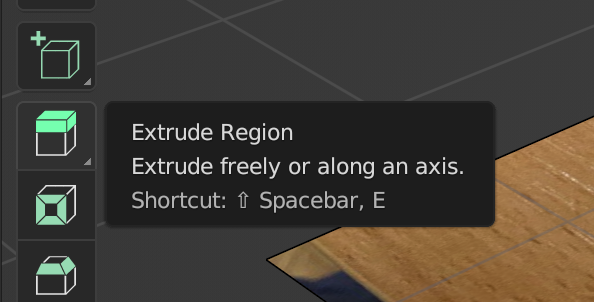 Extrude Region
Extrude freely or along an axis.
Shortcut: ⇧ Spacebar, E